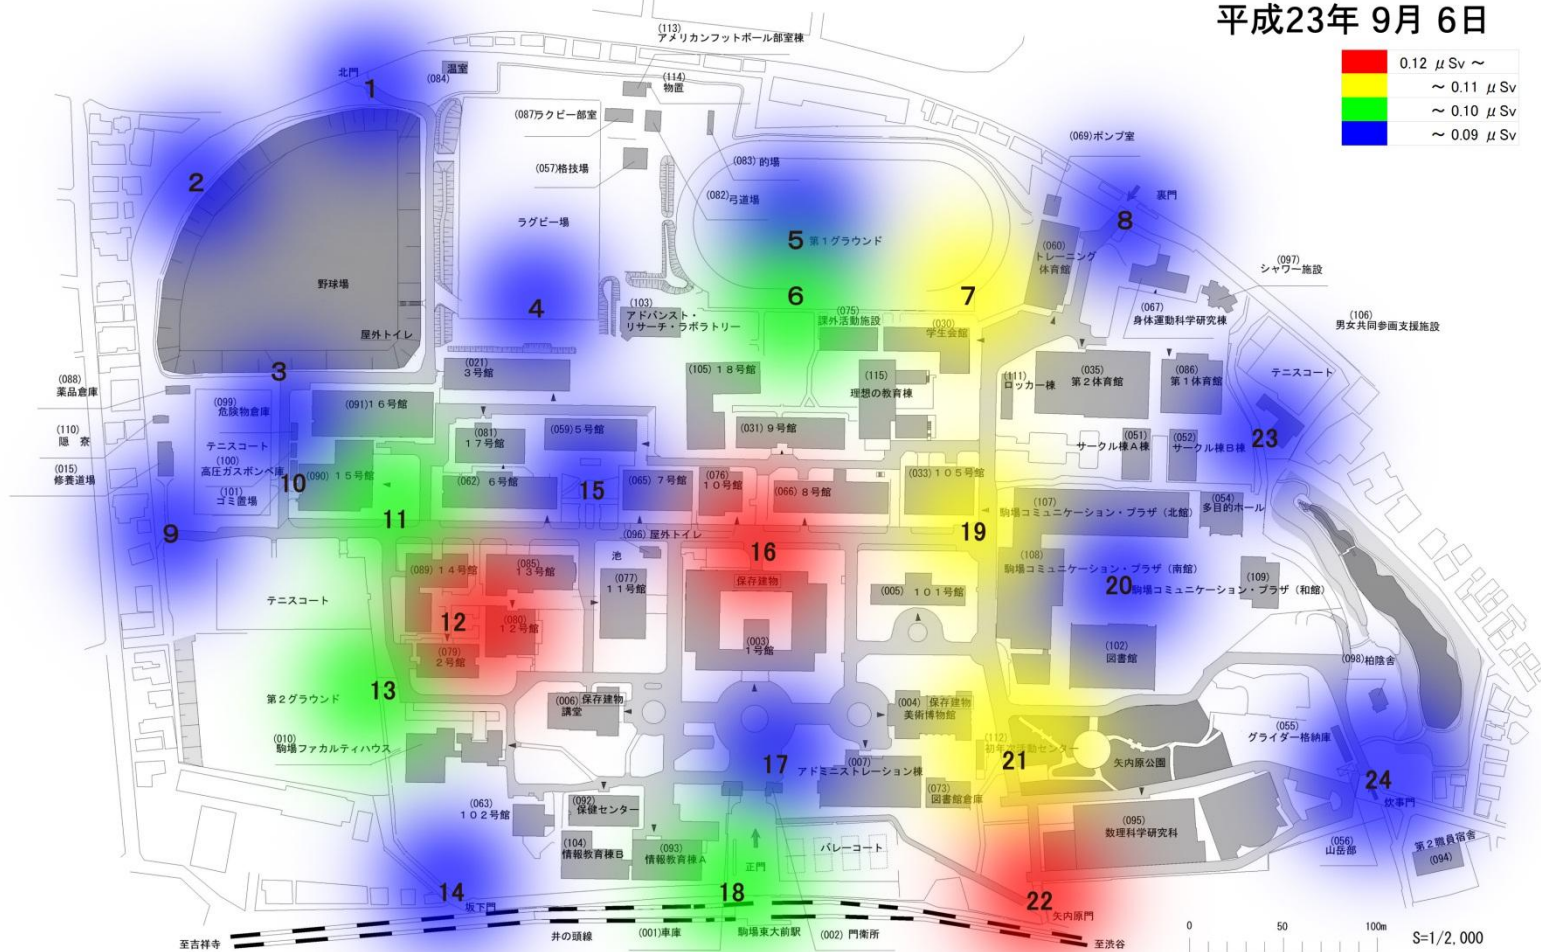 平成23年 9月 6日
0.12 μSv ～
～ 0.11 μSv
～ 0.10 μSv
～ 0.09 μSv
(113)
アメリカンフットボール部室棟
北門
1
(084)
温室
(114)
物置
(087)ラクビー部室
(069)ポンプ室
(057)格技場
(083) 的場
2
(082)弓道場
8
裏門
ラグビー場
5
第1グラウンド
(060)
トレーニング
体育館
(097)
シャワー施設
野球場
4
6
7
(067)
身体運動科学研究棟
(103)
アドバンスト・
リサーチ・ラボラトリー
(075)
課外活動施設
(030)
学生会館
(106)
男女共同参画支援施設
屋外トイレ
3
(021)
3号館
(105) 18号館
(115)
理想の教育棟
(111)
ロッカー棟
(035)
第2体育館
(086)
第1体育館
テニスコート
(088)
薬品倉庫
(099)
危険物倉庫
(091)16号館
(110)
隠 寮
テニスコート
(081)
17号館
(059)5号館
(031)9号館
(051)
サークル棟A棟
(052)
サークル棟B棟
23
(015)
修養道場
(100)
高圧ガスボンベ庫
(090) 15号館
10
(101)
ゴミ置場
(062) 6号館
15
(065) 7号館
(076)
10号館
(066)8号館
(033)105号館
(107)
駒場コミュニケーション・プラザ (北館)
(054)
多目的ホール
9
11
(096) 屋外トイレ
16
19
池
(089)14号館
(085)
13号館
(077)
11号館
保存建物
(005) 101号館
(108)
駒場コミュニケーション・プラザ (南館)
20
駒場コミュニケーション・プラザ (和館)
(109)
テニスコート
12
(080)
12号館
(079)
2号館
(003)
1号館
(102)
図書館
(098)柏陰舎
13
第2グラウンド
(006)
保存建物
講堂
(004)
保存建物
美術博物館
(055)
グライダー格納庫
(010)
駒場ファカルティハウス
17
(007)
アドミニストレーション棟
(112)
初年次活動センター
21
矢内原公園
24
炊事門
(073)
図書館倉庫
(063)
102号館
(092)
保健センター
(095)
数理科学研究科
(104)
情報教育棟B
(093)
情報教育棟A
バレーコート
正門
(056)
山岳部
第2職員宿舎
(094)
14
坂下門
18
22
矢内原門
至吉祥寺
井の頭線
(001)車庫
駒場東大前駅
(002) 門衛所
至渋谷
0 50 100m
S=1/2,000